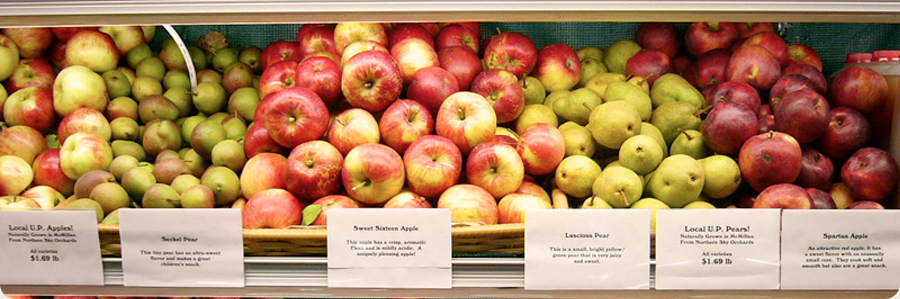 Local U.P. Apples!
Naturally Grown in McMillan
From Northern Sky Orchards
All varieties
$1.69 lb
Seckel Pear
This tiny pear has an ultra-sweet
flavor and makes a great
children's snack.
Sweet Sixteen Apple
This apple has a crisp, aromatic
flesh and is mildly acidic. A
uniquely pleasing apple!
Luscious Pear
This is a small, bright yellow/
green pear that is very juicy
and sweet.
Local U.P. Pears!
Naturally Grown in McMillan
From Northern Sky Orchards
All varieties
$1.69 lb
Spartan Apple
An attractive red apple. It has
a sweet flavor with an unusually
small core. They cook soft and
smooth but also are a great snack.